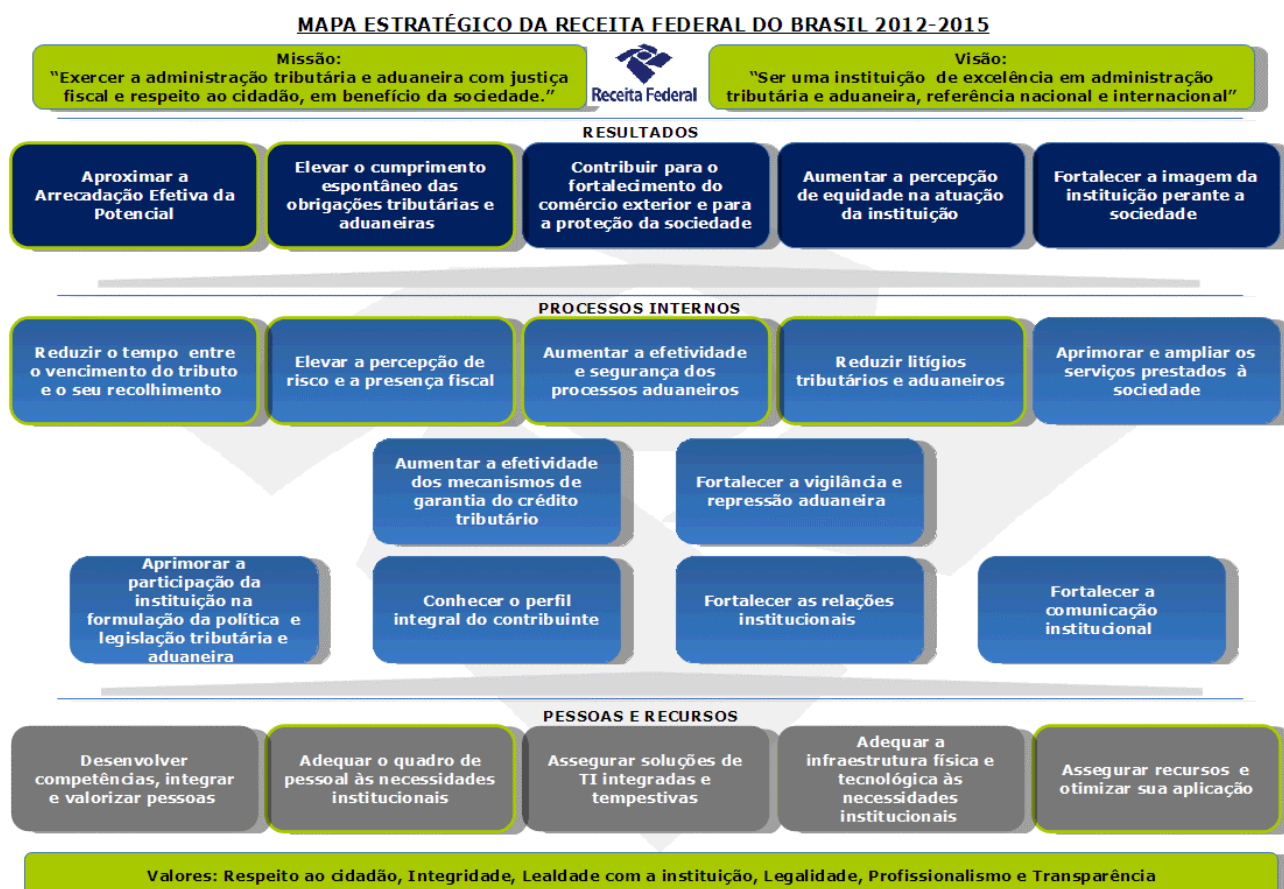 MAPA ESTRATÉGICO DA RECEITA FEDERAL DO BRASIL 2012-2015
Missão:
“Exercer a administração tributária e aduaneira com justiça
fiscal e respeito ao cidadão, em benefício da sociedade.”
Receita Federal
Visão:
“Ser uma instituição de excelência em administração
tributária e aduaneira, referência nacional e internacional”
RESULTADOS
Aproximar a
Arrecadação Efetiva da
Potencial
Elevar o cumprimento
espontâneo das
obrigações tributárias e
aduaneiras
Contribuir para o
fortalecimento do
comércio exterior e para
a proteção da sociedade
Aumentar a percepção
de equidade na atuação
da instituição
Fortalecer a imagem da
instituição perante a
sociedade
PROCESSOS INTERNOS
Reduzir o tempo entre
o vencimento do tributo
e o seu recolhimento
Elevar a percepção de
risco e a presença fiscal
Aumentar a efetividade
e segurança dos
processos aduaneiros
Reduzir litígios
tributários e aduaneiros
Aprimorar e ampliar os
serviços prestados à
sociedade
Aumentar a efetividade
dos mecanismos de
garantia do crédito
tributário
Fortalecer a vigilância e
repressão aduaneira
Aprimorar a
participação da
instituição na
formulação da política e
legislação tributária e
aduaneira
Conhecer o perfil
integral do contribuinte
Fortalecer as relações
institucionais
Fortalecer a
comunicação
institucional
PESSOAS E RECURSOS
Desenvolver
competências, integrar
e valorizar pessoas
Adequar o quadro de
pessoal às necessidades
institucionais
Assegurar soluções de
TI integradas e
tempestivas
Adequar a
infraestrutura física e
tecnológica às
necessidades
institucionais
Assegurar recursos e
otimizar sua aplicação
Valores: Respeito ao cidadão, Integridade, Lealdade com a instituição, Legalidade, Profissionalismo e Transparência